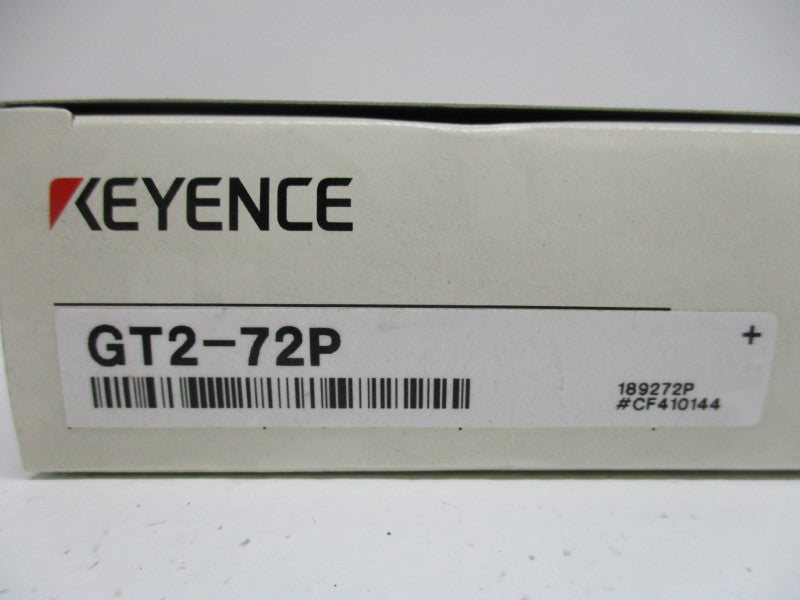 KEYENCE
GT2-72P
+
189272P
#CF410144